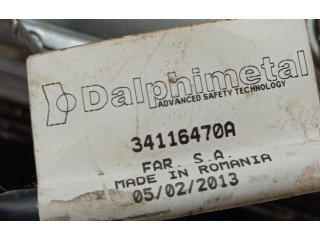 Dalphimetal
ADVANCED SAFETY TECHNOLOGY
34116470A
FAR. S.A.
MADE IN ROMANIA
05/02/2013